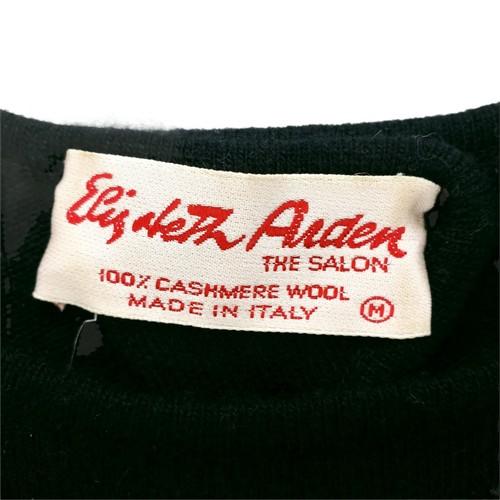 Elizabeth Arden
THE SALON
100% CASHMERE WOOL
MADE IN ITALY M